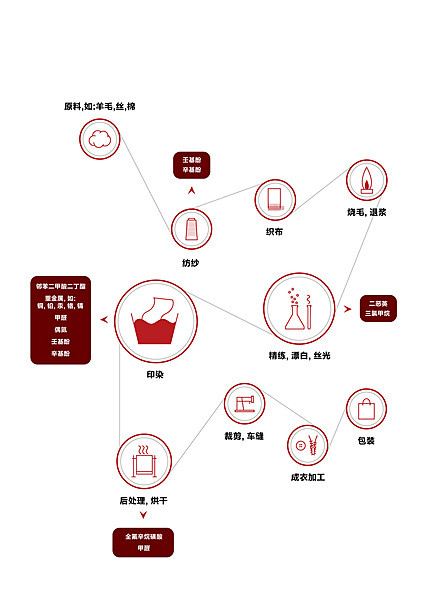 原料,如:羊毛,丝,棉
壬基酚
辛基酚
纺纱
织布
烧毛, 退浆
邻苯二甲酸二丁酯
重金属, 如:
铜, 铅, 汞, 铬, 镉
甲醛
偶氮
壬基酚
辛基酚
印染
精练, 漂白, 丝光
二噁英
三氯甲烷
裁剪, 车缝
成衣加工
包装
后处理, 烘干
全氟辛烷磺酸
甲醛